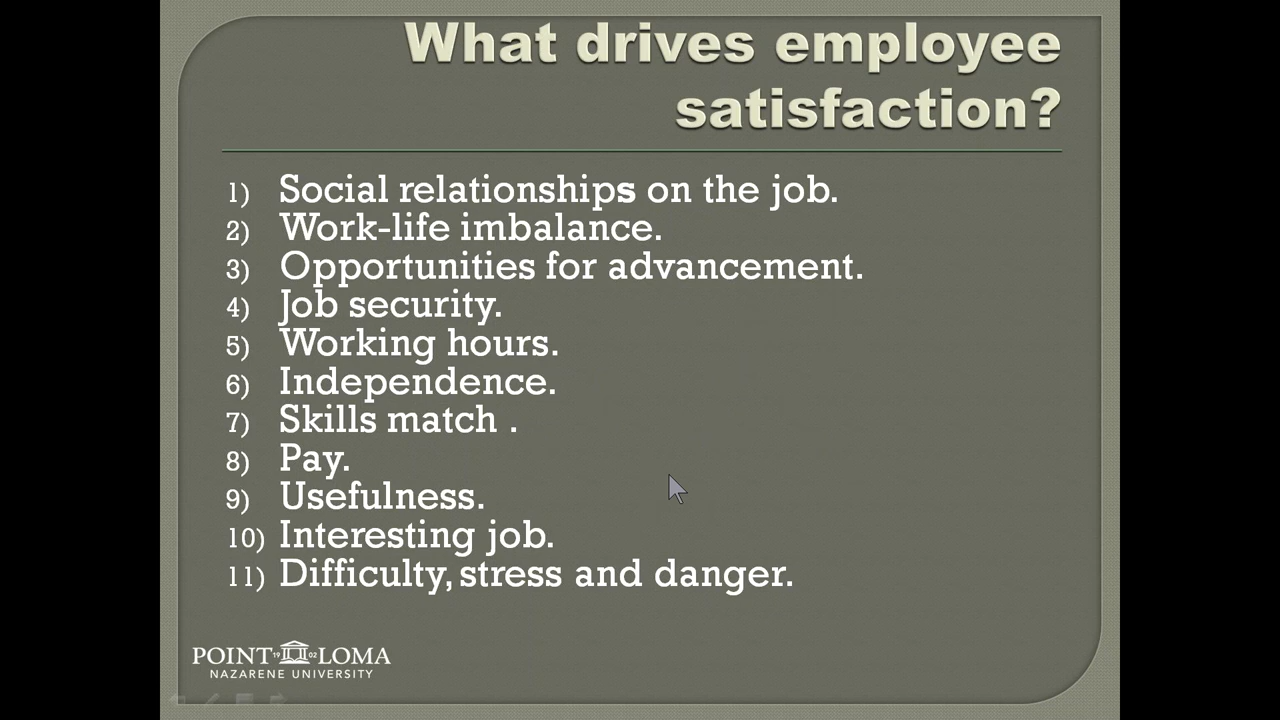 What drives employee
satisfaction?
1) Social relationships on the job.
2) Work-life imbalance.
3) Opportunities for advancement.
4) Job security.
5) Working hours.
6) Independence.
7) Skills match .
8) Pay.
9) Usefulness.
10) Interesting job.
11) Difficulty, stress and danger.
POINT 19 02 LOMA
NAZARENE UNIVERSITY